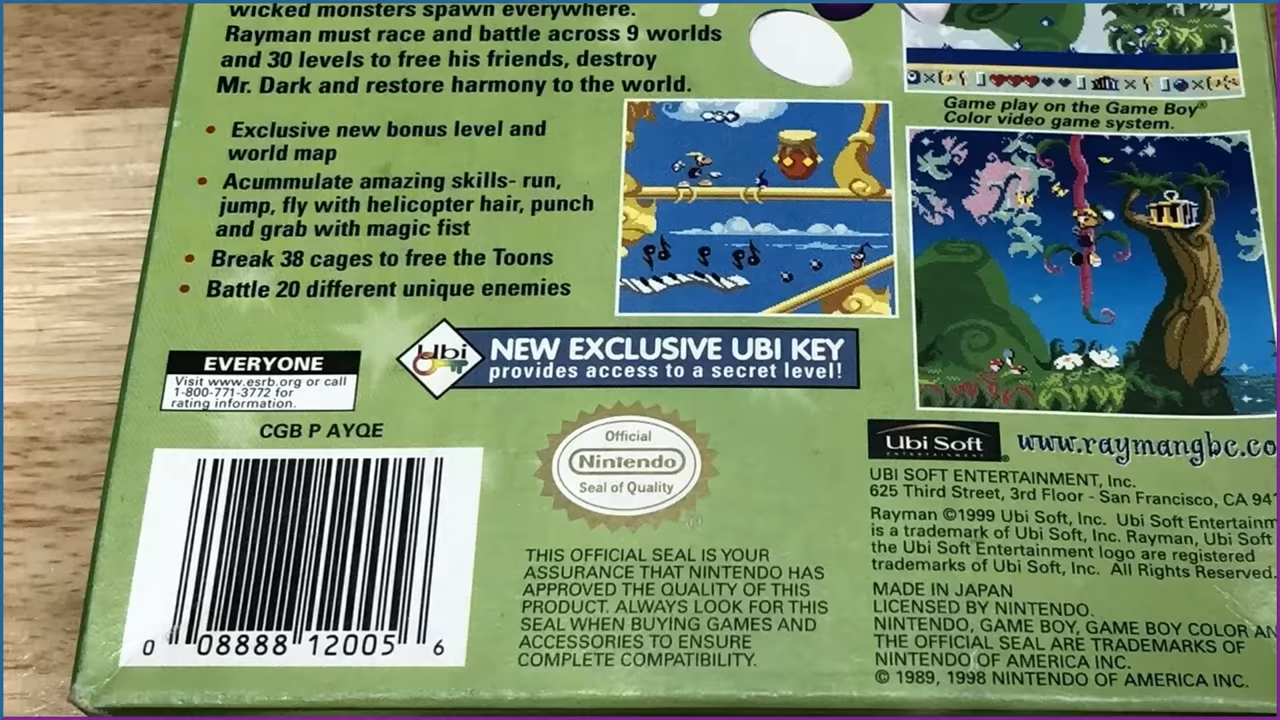 wicked monsters spawn everywhere.
Rayman must race and battle across 9 worlds
and 30 levels to free his friends, destroy
Mr. Dark and restore harmony to the world.
• Exclusive new bonus level and
world map
• Acummulate amazing skills- run,
jump, fly with helicopter hair, punch
and grab with magic fist
• Break 38 cages to free the Toons
• Battle 20 different unique enemies
Game play on the Game Boy®
Color video game system.
Ubi
NEW EXCLUSIVE UBI KEY
provides access to a secret level!
EVERYONE
Visit www.esrb.org or call
1-800-771-3772 for
rating information.
CGB P AYQE
0 08888 12005 6
Official
Nintendo
Seal of Quality
THIS OFFICIAL SEAL IS YOUR
ASSURANCE THAT NINTENDO HAS
APPROVED THE QUALITY OF THIS
PRODUCT. ALWAYS LOOK FOR THIS
SEAL WHEN BUYING GAMES AND
ACCESSORIES TO ENSURE
COMPLETE COMPATIBILITY.
Ubi Soft
ENTERTAINMENT
www.raymangbc.co
UBI SOFT ENTERTAINMENT, Inc.
625 Third Street, 3rd Floor - San Francisco, CA 941
Rayman ©1999 Ubi Soft, Inc. Ubi Soft Entertainm
is a trademark of Ubi Soft, Inc. Rayman, Ubi Soft
the Ubi Soft Entertainment logo are registered
trademarks of Ubi Soft, Inc. All Rights Reserved.
MADE IN JAPAN
LICENSED BY NINTENDO.
NINTENDO, GAME BOY, GAME BOY COLOR AN
THE OFFICIAL SEAL ARE TRADEMARKS OF
NINTENDO OF AMERICA INC.
© 1989, 1998 NINTENDO OF AMERICA INC.